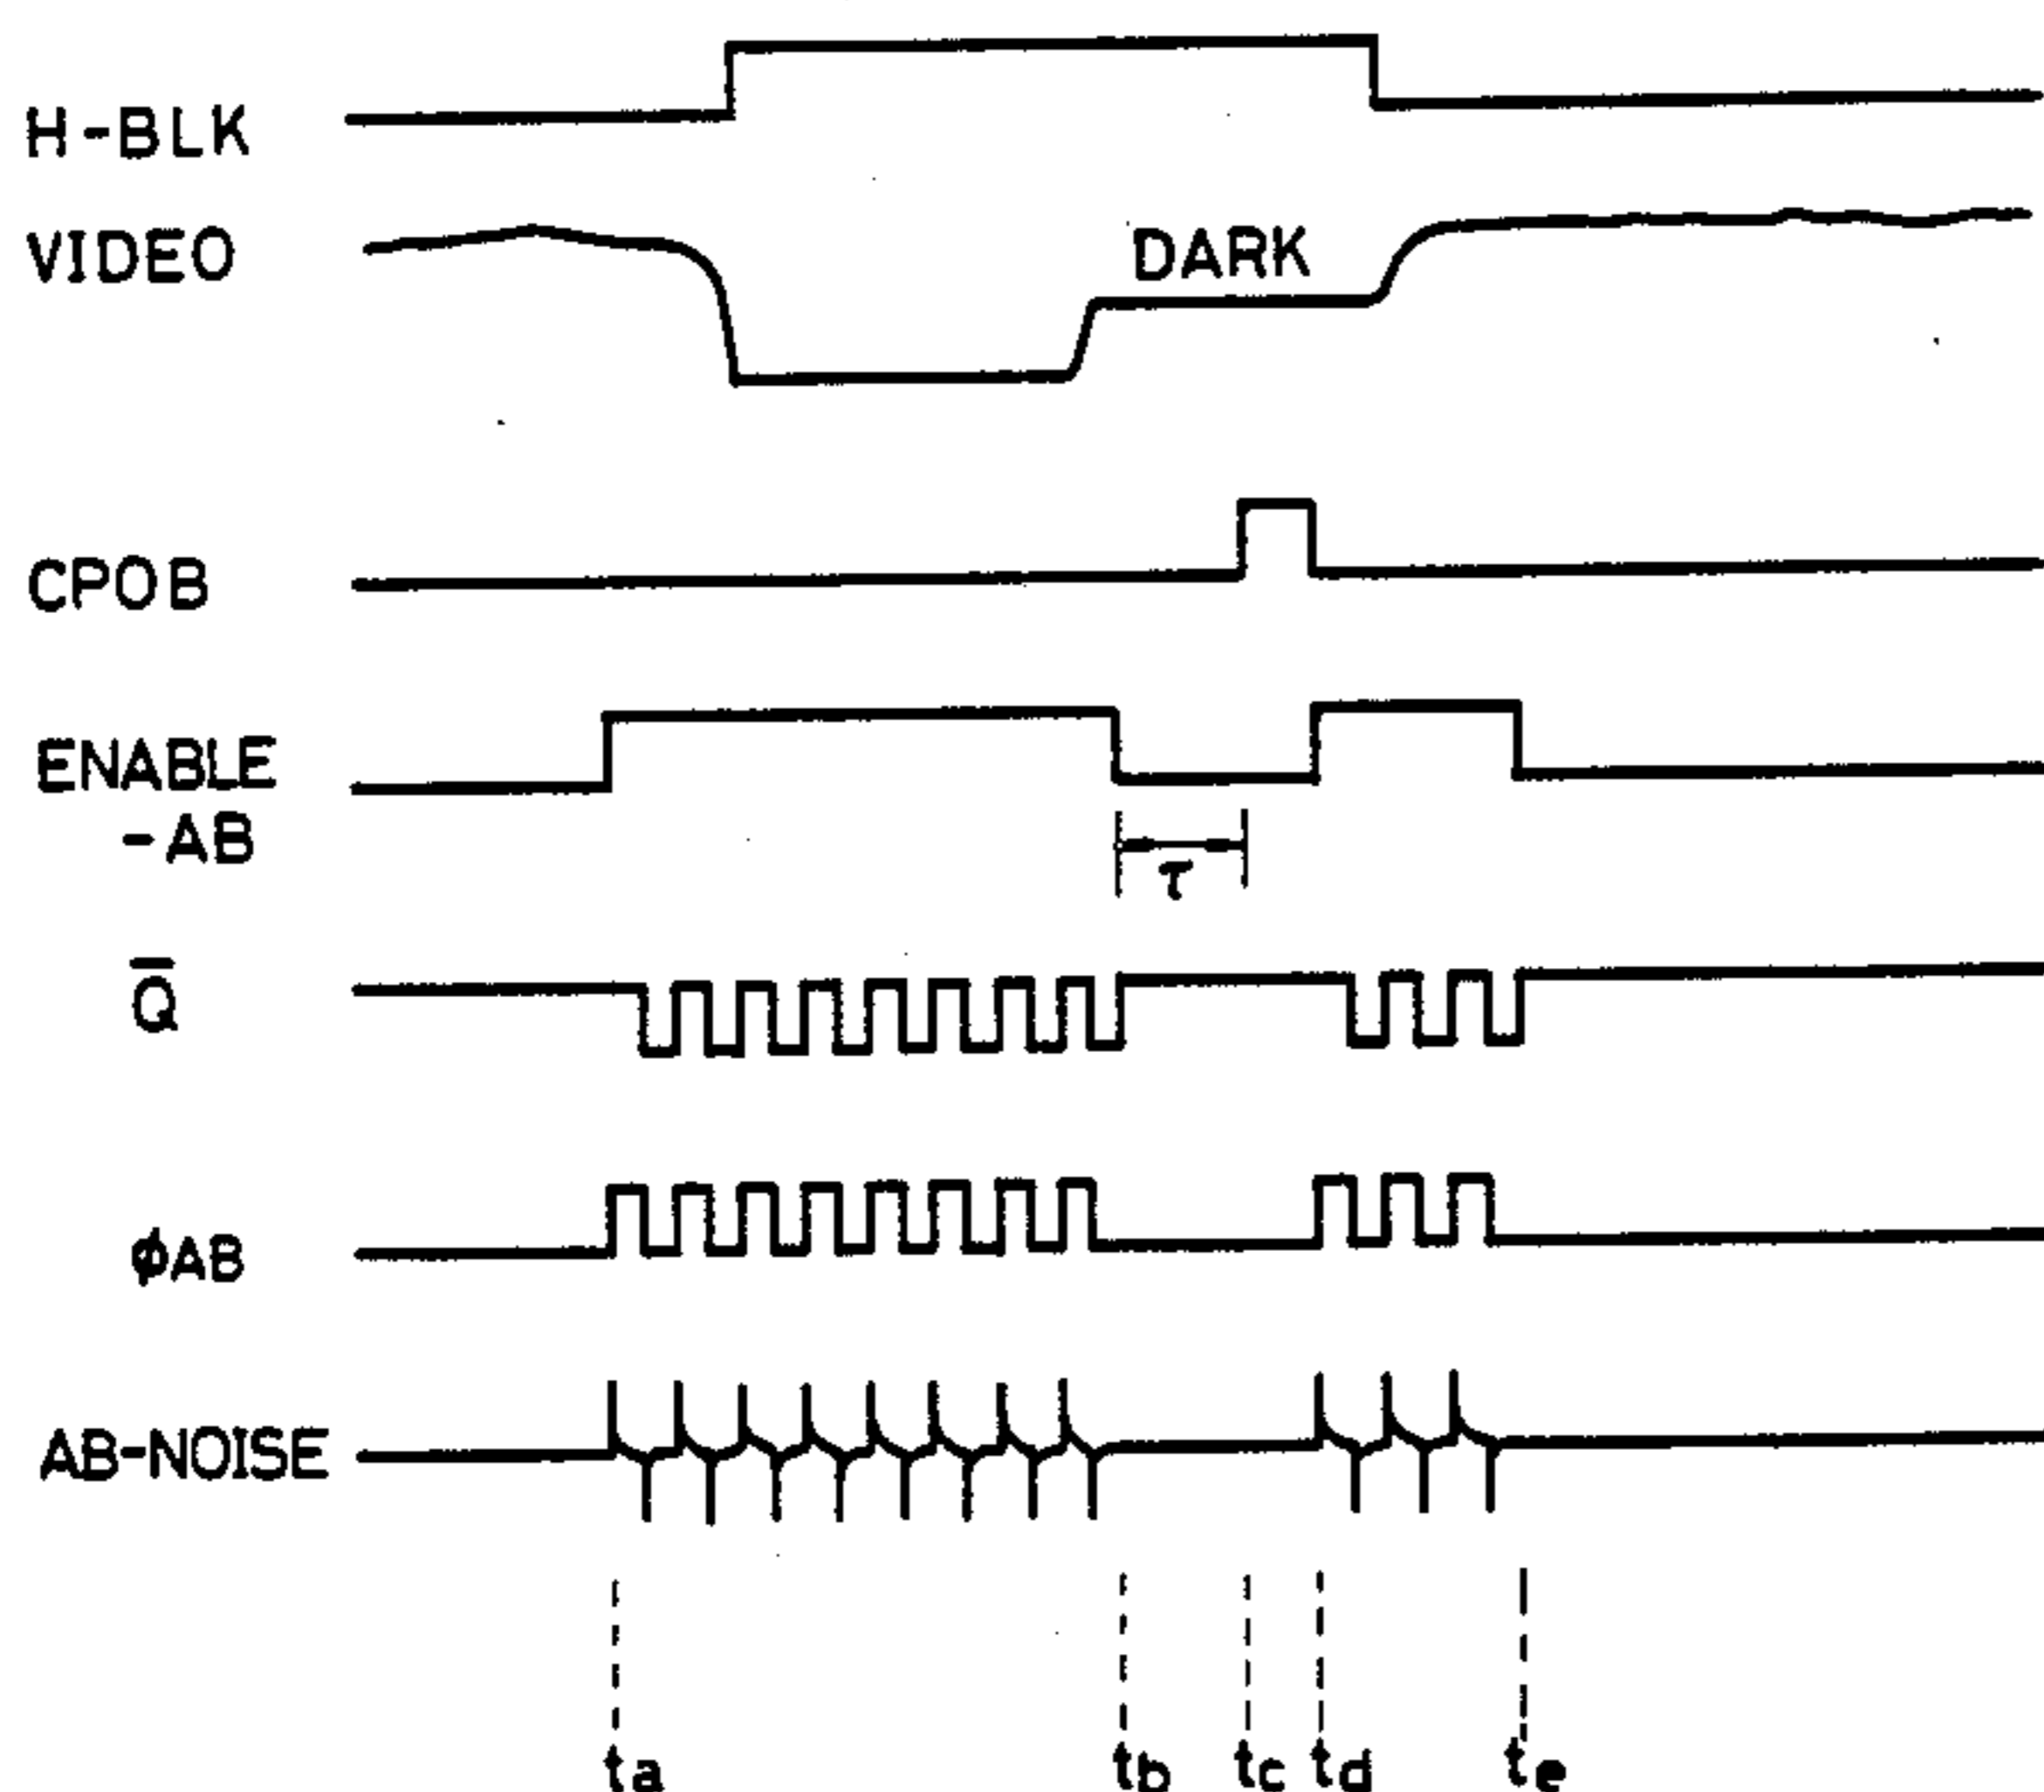 H-BLK
VIDEO
DARK
CPOB
ENABLE
-AB
τ
Q̅
φAB
AB-NOISE
ta tb tc td te